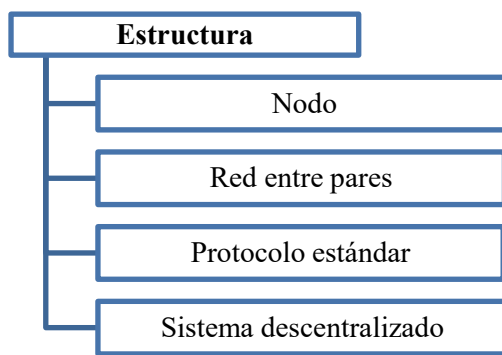 Estructura
Nodo
Red entre pares
Protocolo estándar
Sistema descentralizado